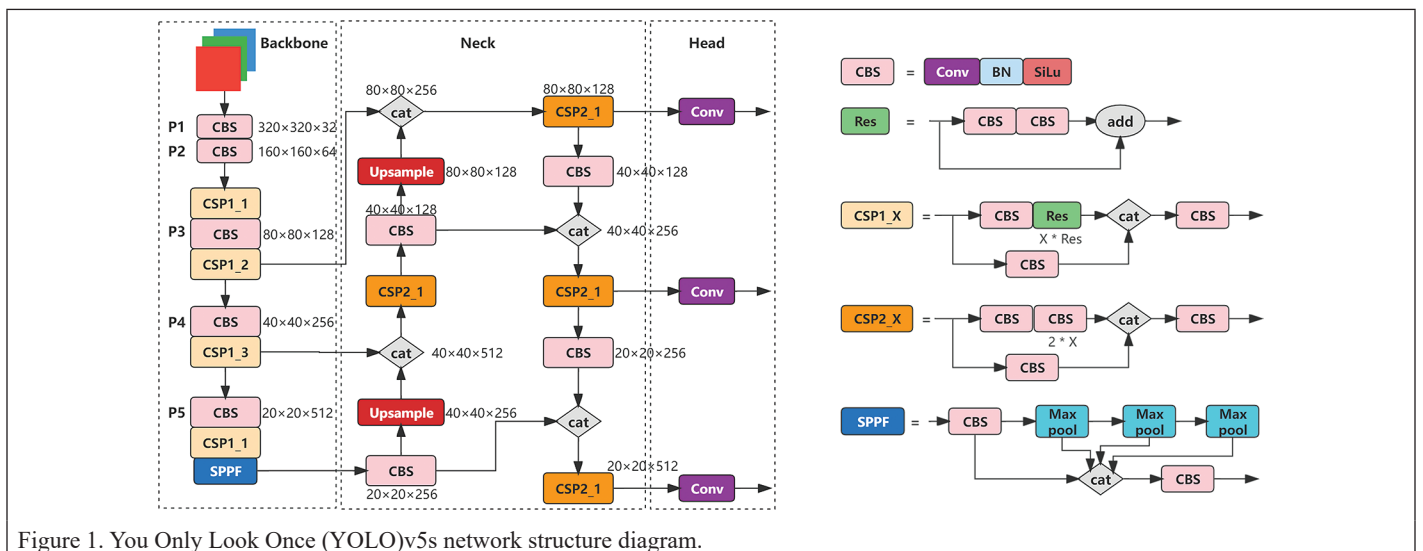 Backbone
Neck
Head
P1
CBS
320×320×32
P2
CBS
160×160×64
CSP1_1
P3
CBS
80×80×128
CSP1_2
P4
CBS
40×40×256
CSP1_3
P5
CBS
20×20×512
CSP1_1
SPPF
80×80×256
cat
Upsample
80×80×128
40×40×128
CBS
CSP2_1
cat
40×40×512
Upsample
40×40×256
CBS
20×20×256
80×80×128
CSP2_1
CBS
40×40×128
cat
40×40×256
CSP2_1
CBS
20×20×256
cat
20×20×512
CSP2_1
Conv
Conv
Conv
CBS = Conv BN SiLu
Res = CBS CBS add
CSP1_X = CBS Res cat CBS
X * Res
CBS
CSP2_X = CBS CBS cat CBS
2 * X
CBS
SPPF = CBS Max pool Max pool Max pool
cat CBS
Figure 1. You Only Look Once (YOLO)v5s network structure diagram.